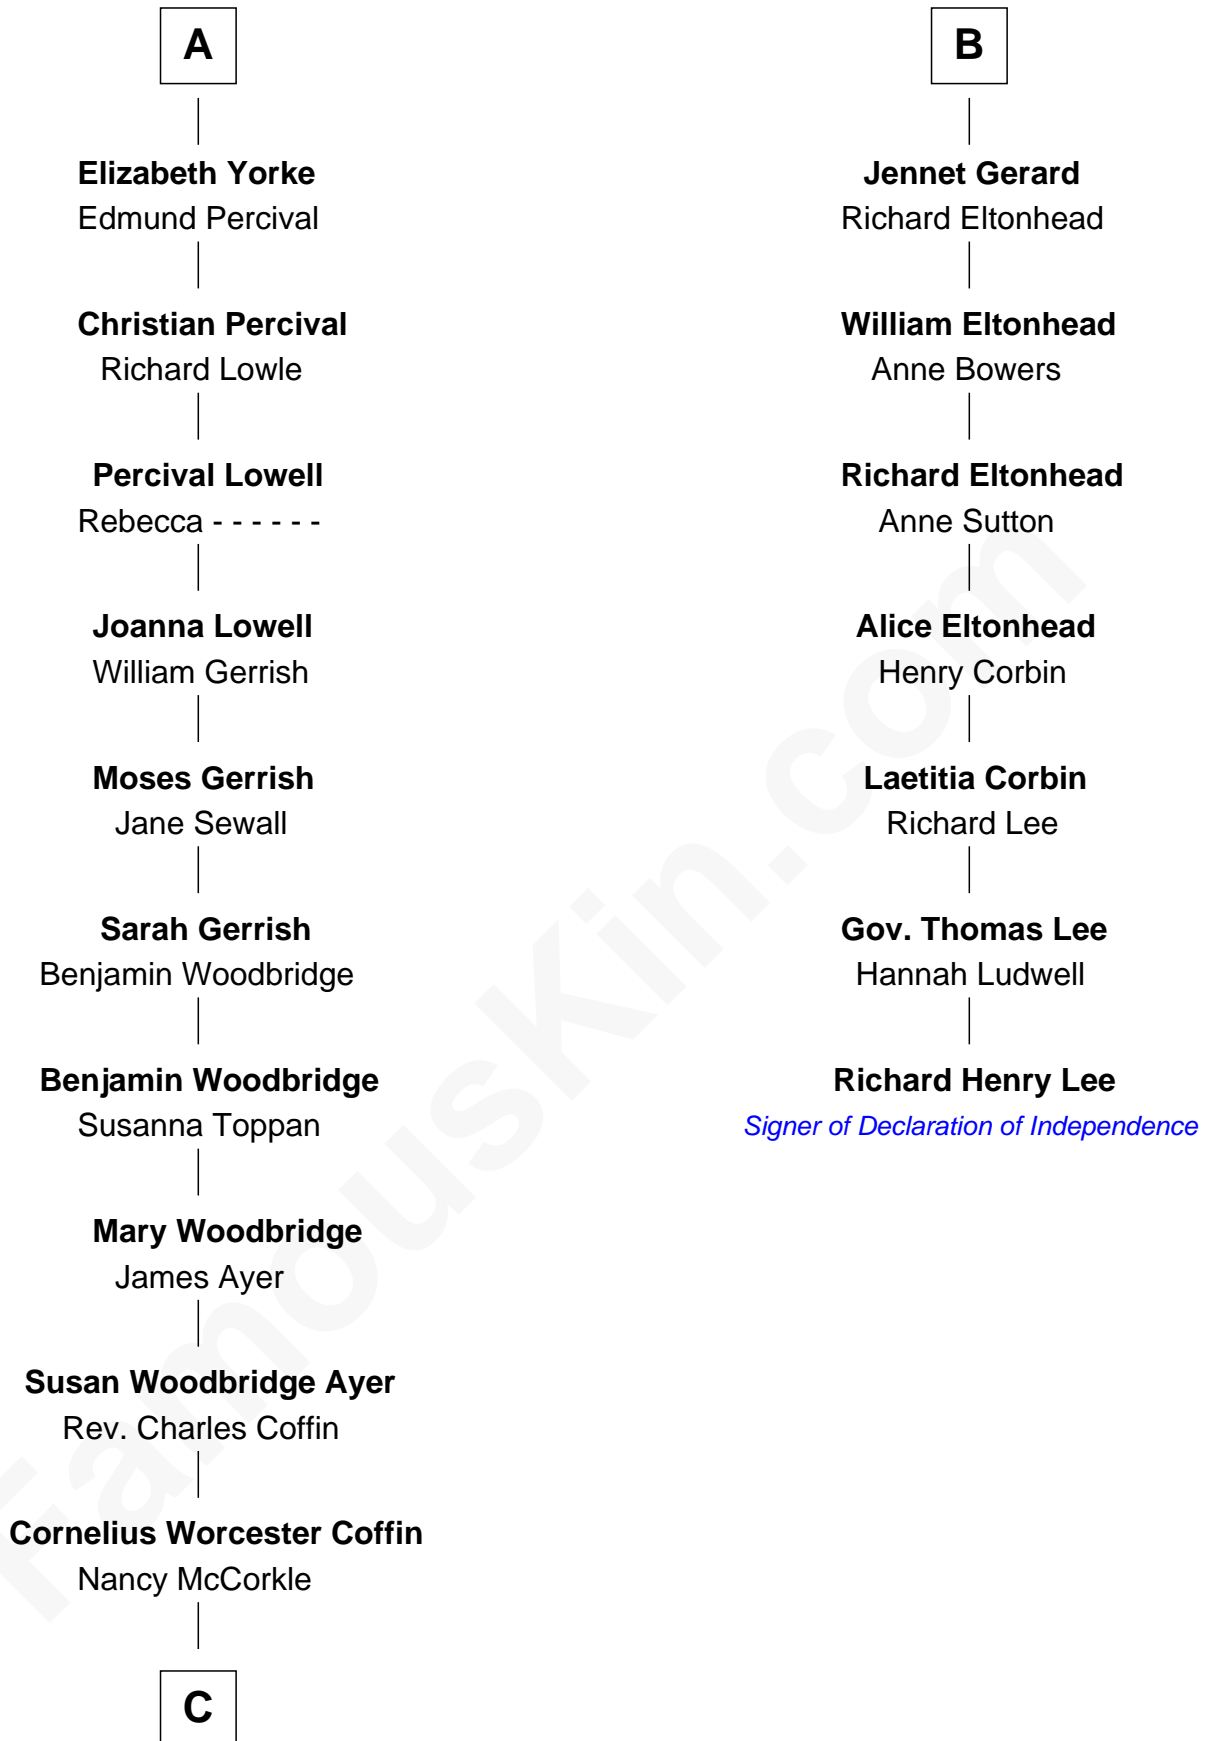 A
Elizabeth Yorke
Edmund Percival
Christian Percival
Richard Lowle
Percival Lowell
Rebecca - - - - - -
Joanna Lowell
William Gerrish
Moses Gerrish
Jane Sewall
Sarah Gerrish
Benjamin Woodbridge
Benjamin Woodbridge
Susanna Toppan
Mary Woodbridge
James Ayer
Susan Woodbridge Ayer
Rev. Charles Coffin
Cornelius Worcester Coffin
Nancy McCorkle
C
B
Jennet Gerard
Richard Eltonhead
William Eltonhead
Anne Bowers
Richard Eltonhead
Anne Sutton
Alice Eltonhead
Henry Corbin
Laetitia Corbin
Richard Lee
Gov. Thomas Lee
Hannah Ludwell
Richard Henry Lee
Signer of Declaration of Independence
FamousKin.com